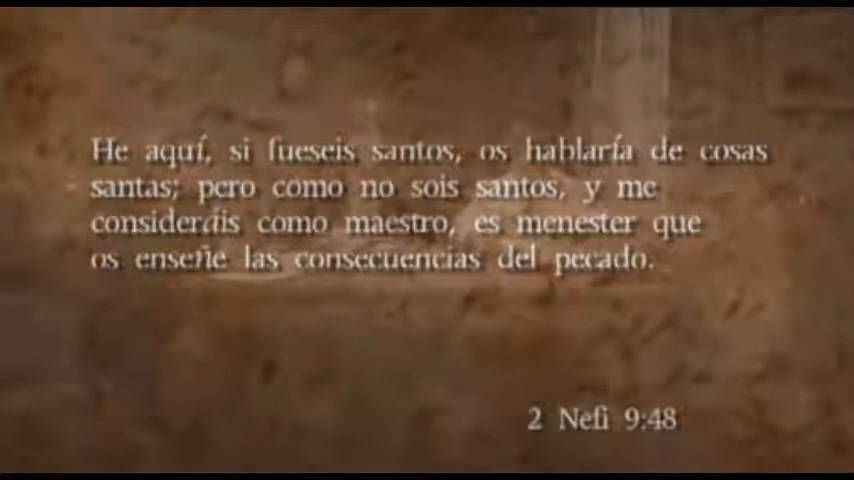 He aquí, si fueseis santos, os hablaría de cosas
santas; pero como no sois santos, y me
consideráis como maestro, es menester que
os enseñe las consecuencias del pecado.
2 Nefi 9:48